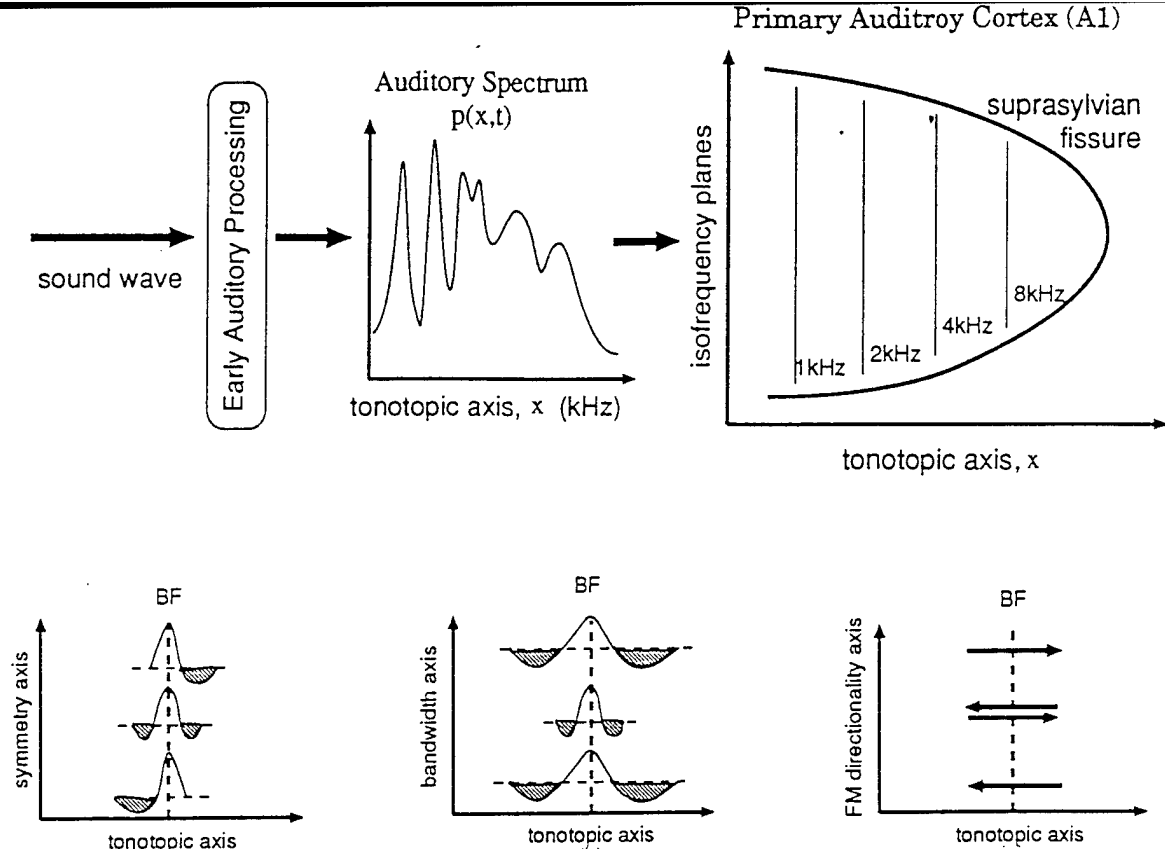 Primary Auditroy Cortex (A1)
Auditory Spectrum
p(x,t)
suprasylvian
fissure
Early Auditory Processing
isofrequency planes
sound wave
8kHz
4kHz
2kHz
1kHz
tonotopic axis, x (kHz)
tonotopic axis, x
BF
symmetry axis
tonotopic axis
BF
bandwidth axis
tonotopic axis
BF
FM directionality axis
tonotopic axis